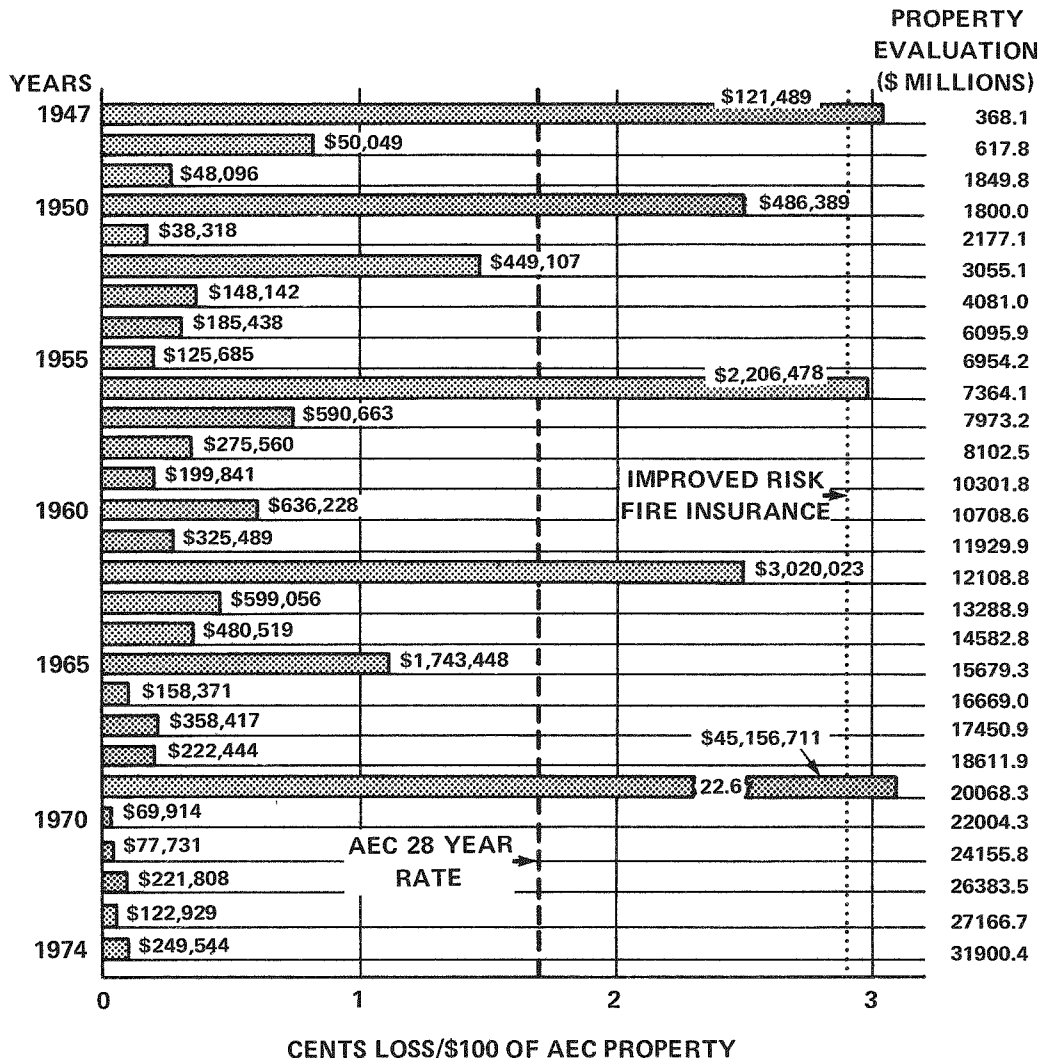 PROPERTY
EVALUATION
($ MILLIONS)
YEARS
1947 $121,489 368.1
$50,049 617.8
$48,096 1849.8
1950 $486,389 1800.0
$38,318 2177.1
$449,107 3055.1
$148,142 4081.0
$185,438 6095.9
1955 $125,685 6954.2
$2,206,478 7364.1
$590,663 7973.2
$275,560 8102.5
$199,841 10301.8
IMPROVED RISK
FIRE INSURANCE
1960 $636,228 10708.6
$325,489 11929.9
$3,020,023 12108.8
$599,056 13288.9
$480,519 14582.8
1965 $1,743,448 15679.3
$158,371 16669.0
$358,417 17450.9
$222,444 18611.9
$45,156,711
22.6 20068.3
1970 $69,914 22004.3
$77,731 24155.8
AEC 28 YEAR
RATE
$221,808 26383.5
$122,929 27166.7
1974 $249,544 31900.4
0 1 2 3
CENTS LOSS/$100 OF AEC PROPERTY